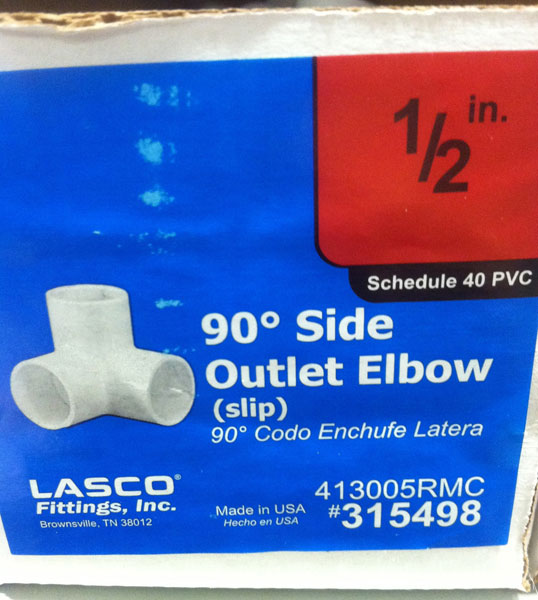 1/2 in.
Schedule 40 PVC
90° Side
Outlet Elbow
(slip)
90° Codo Enchufe Latera
LASCO®
Fittings, Inc.
Brownsville, TN 38012
Made in USA
Hecho en USA
413005RMC
#315498